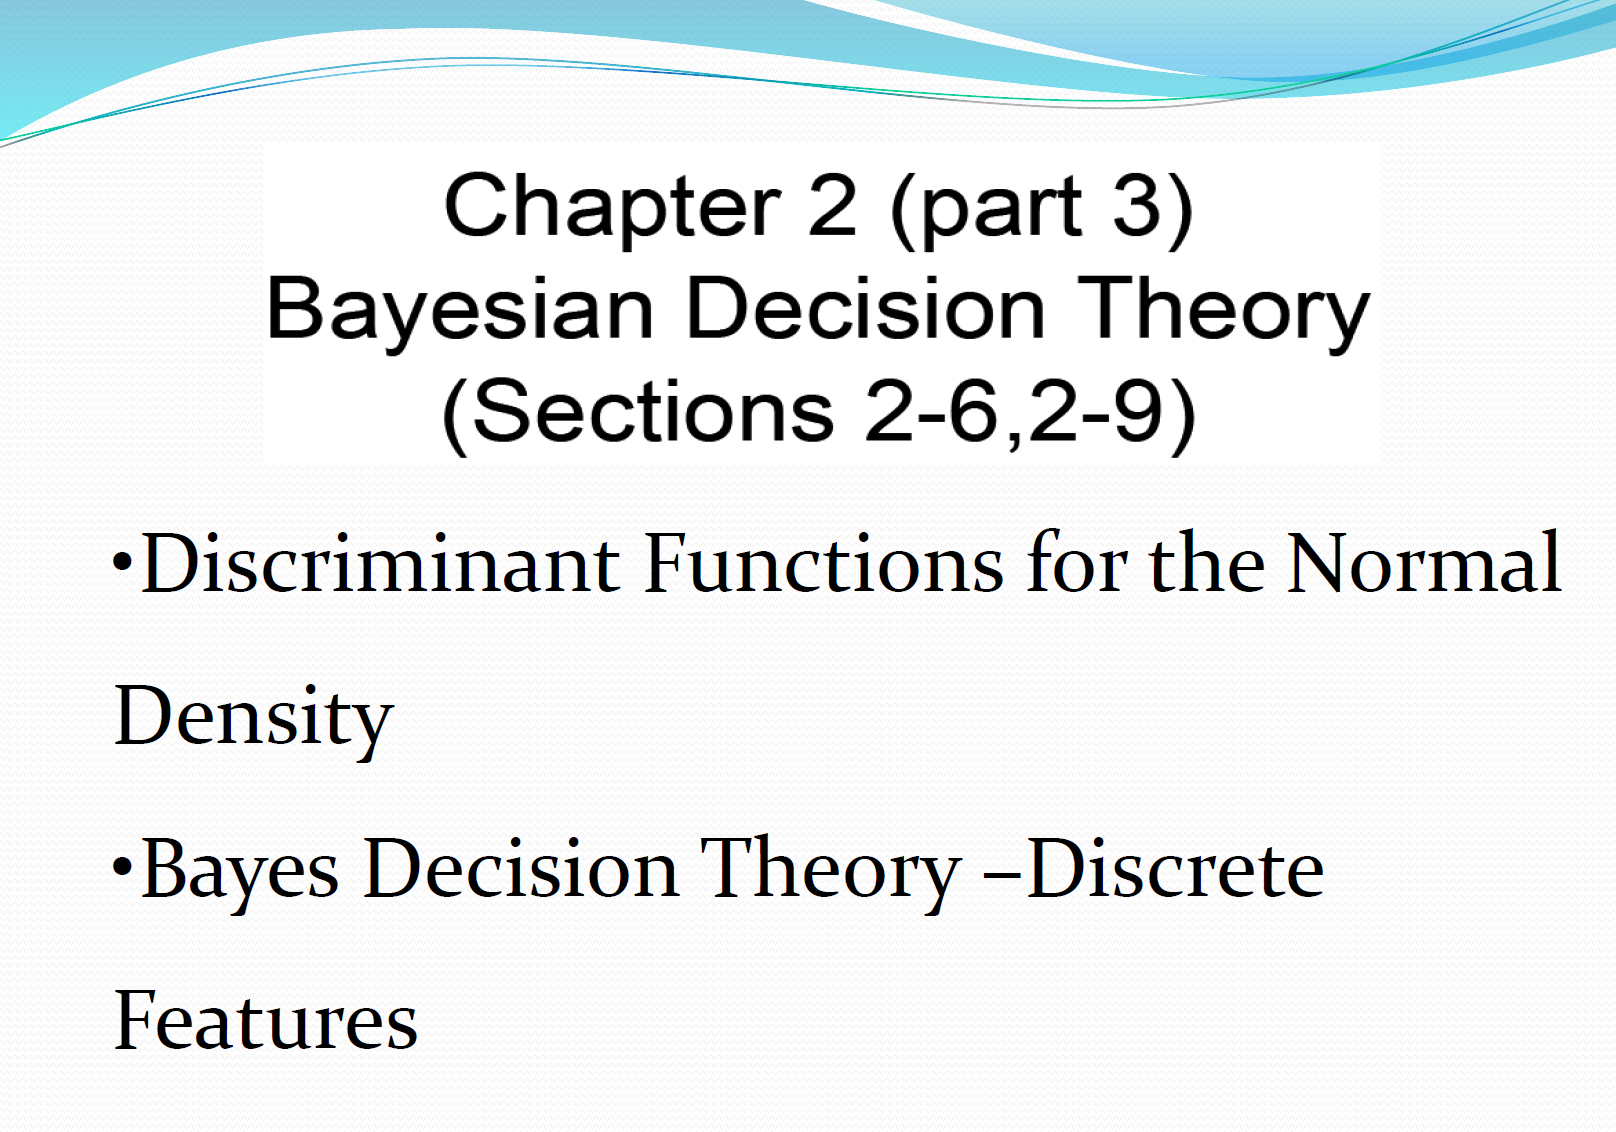 Chapter 2 (part 3)
Bayesian Decision Theory
(Sections 2-6,2-9)
•Discriminant Functions for the Normal
Density
•Bayes Decision Theory –Discrete
Features